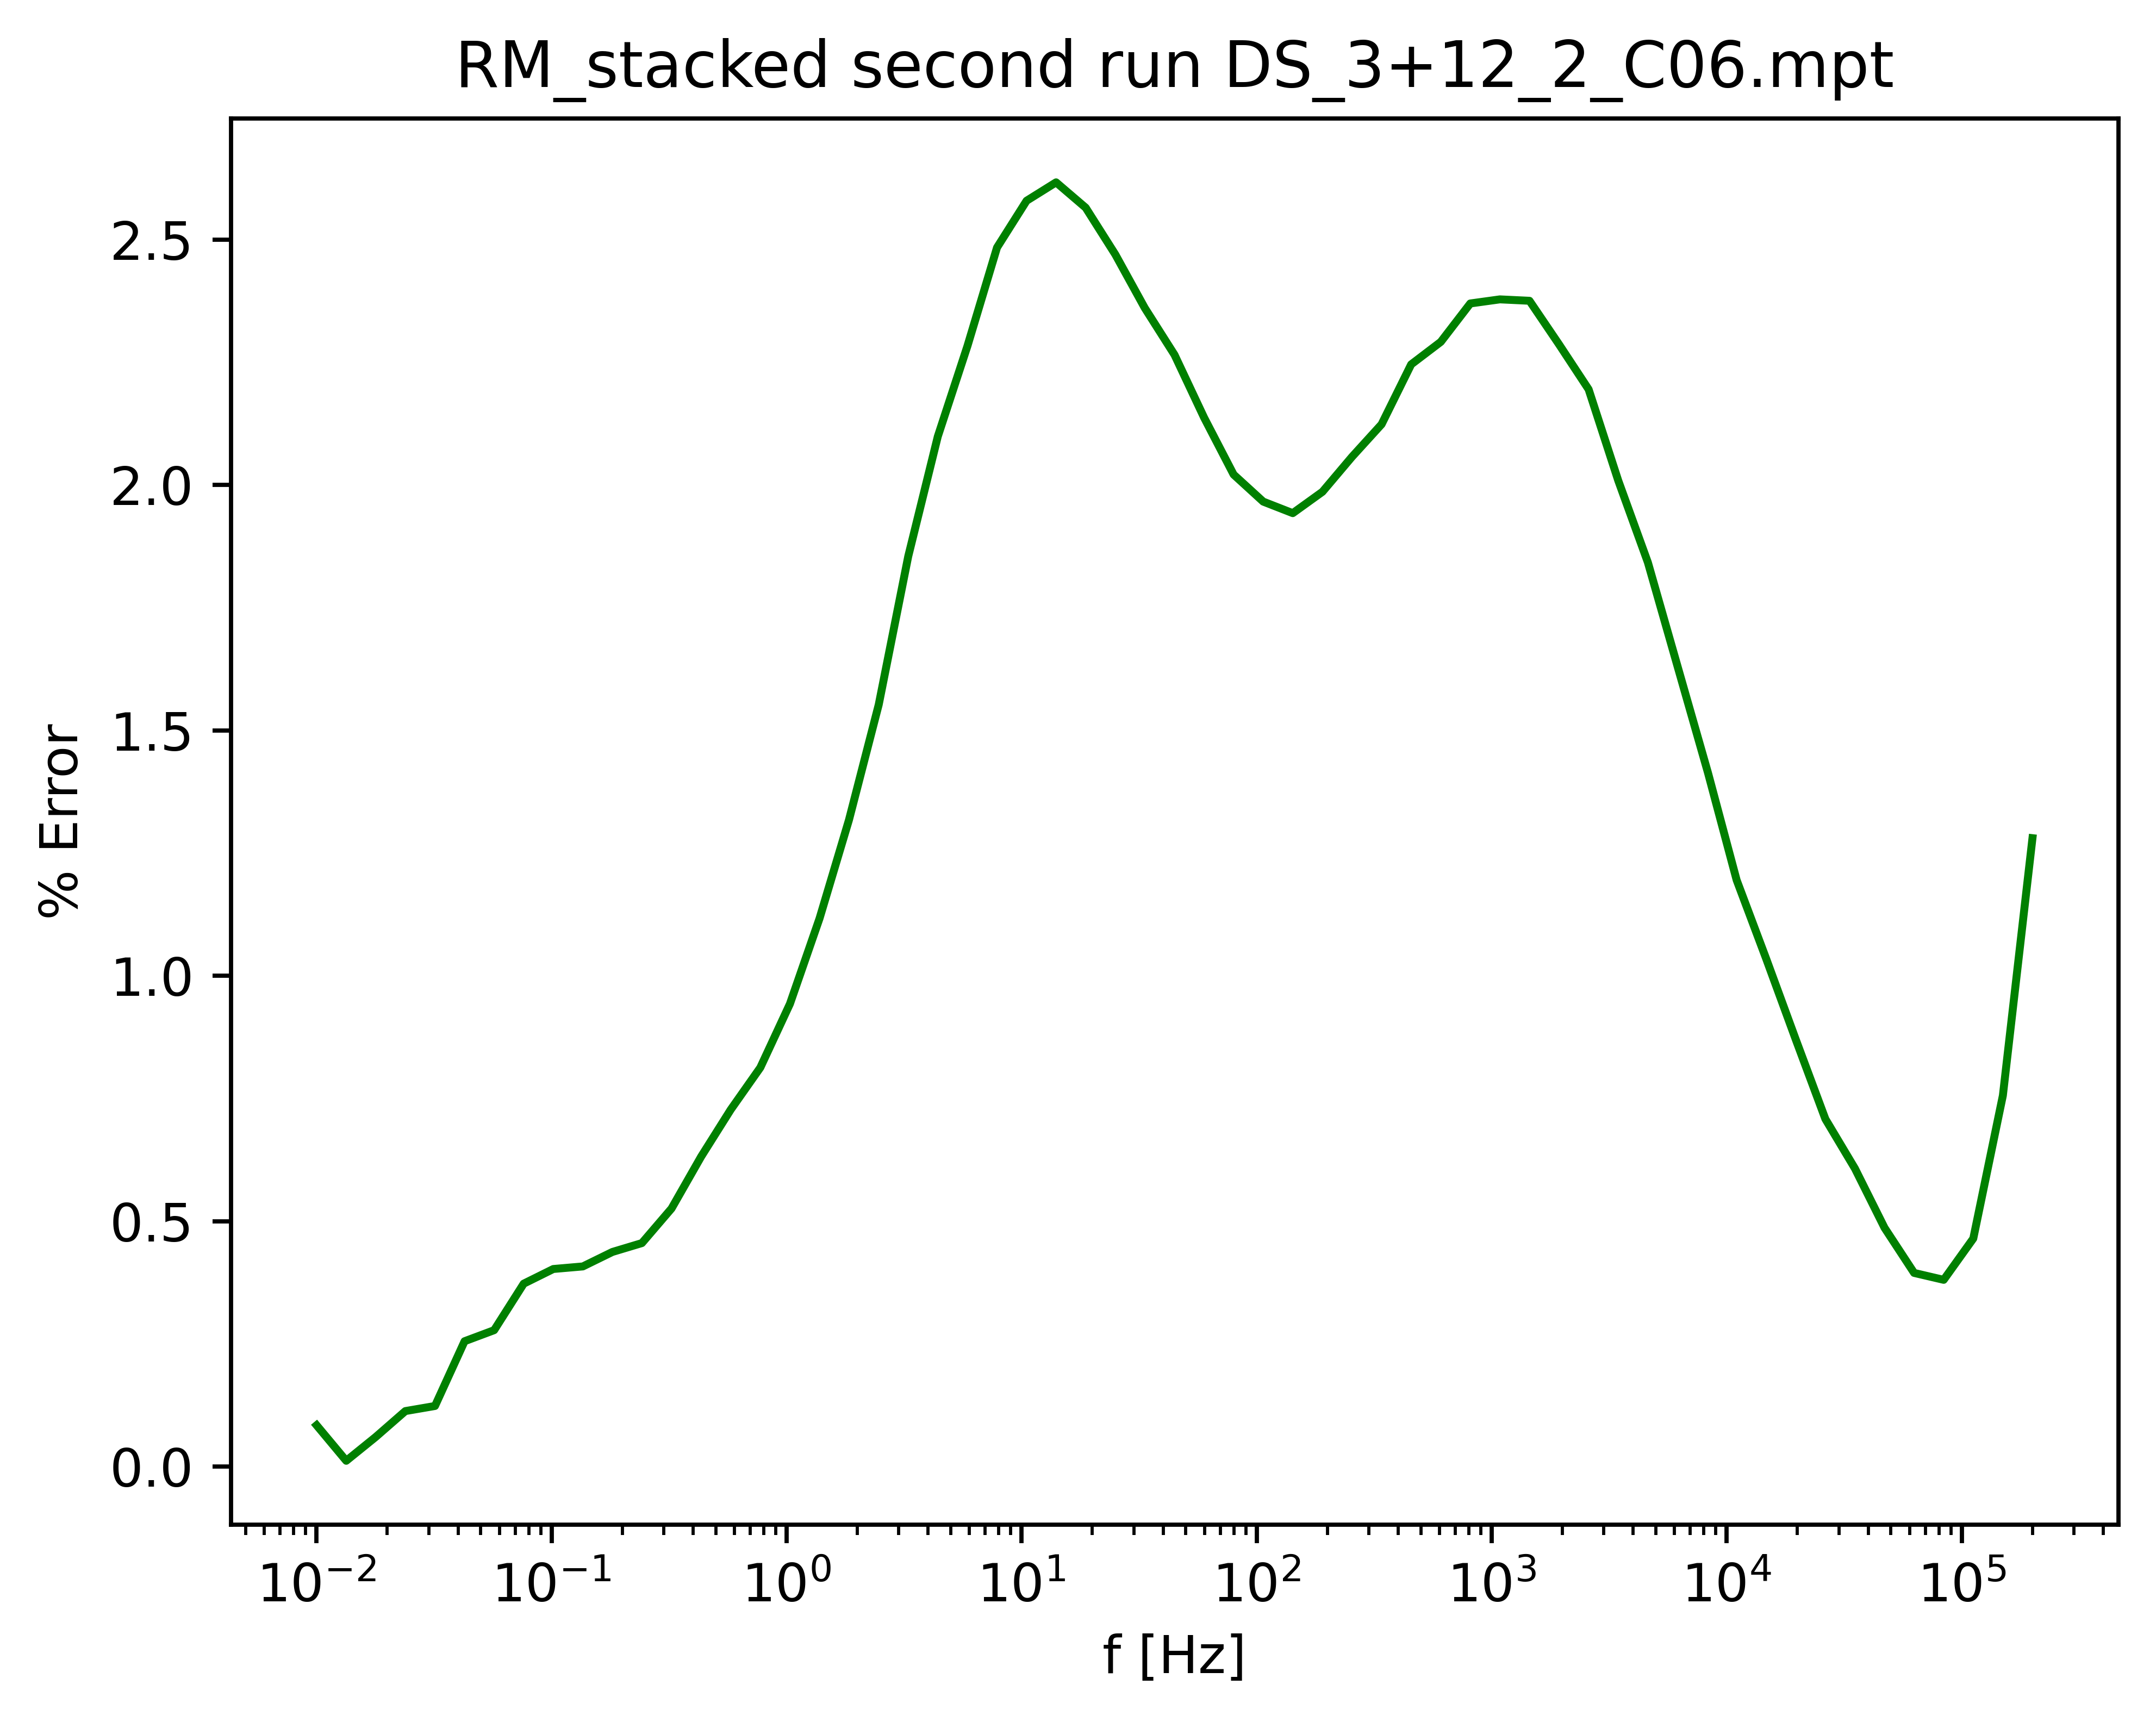 RM_stacked second run DS_3+12_2_C06.mpt
% Error
2.5
2.0
1.5
1.0
0.5
0.0
10⁻² 10⁻¹ 10⁰ 10¹ 10² 10³ 10⁴ 10⁵
f [Hz]